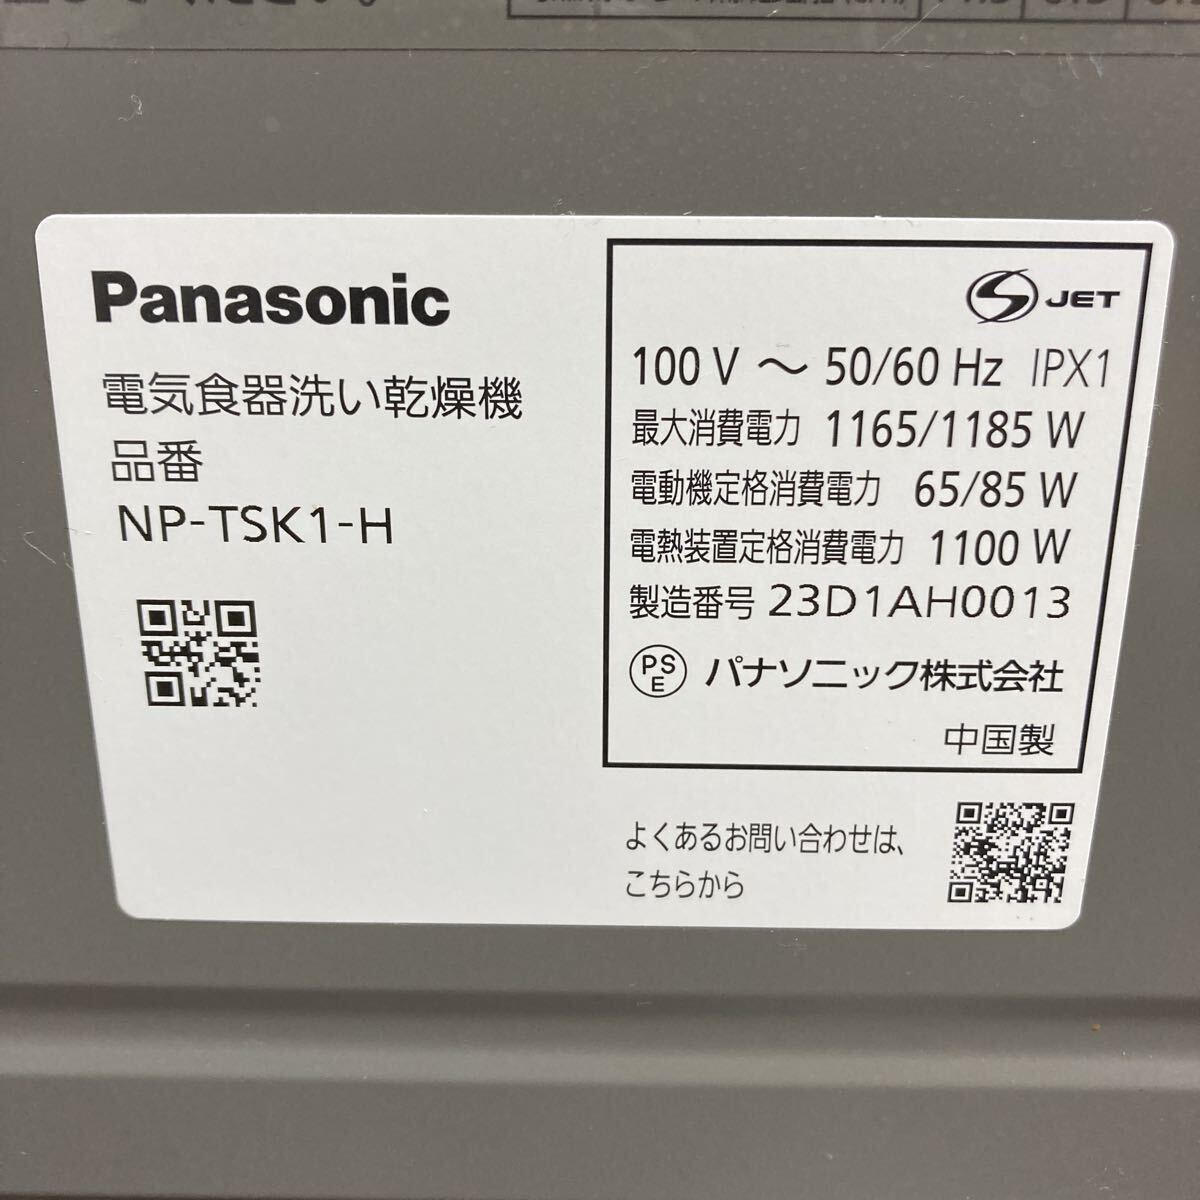 Panasonic
電気食器洗い乾燥機
品番
NP-TSK1-H
JET
100 V ～ 50/60 Hz IPX1
最大消費電力 1165/1185 W
電動機定格消費電力 65/85 W
電熱装置定格消費電力 1100 W
製造番号 23D1AH0013
PS
E
パナソニック株式会社
中国製
よくあるお問い合わせは、
こちらから